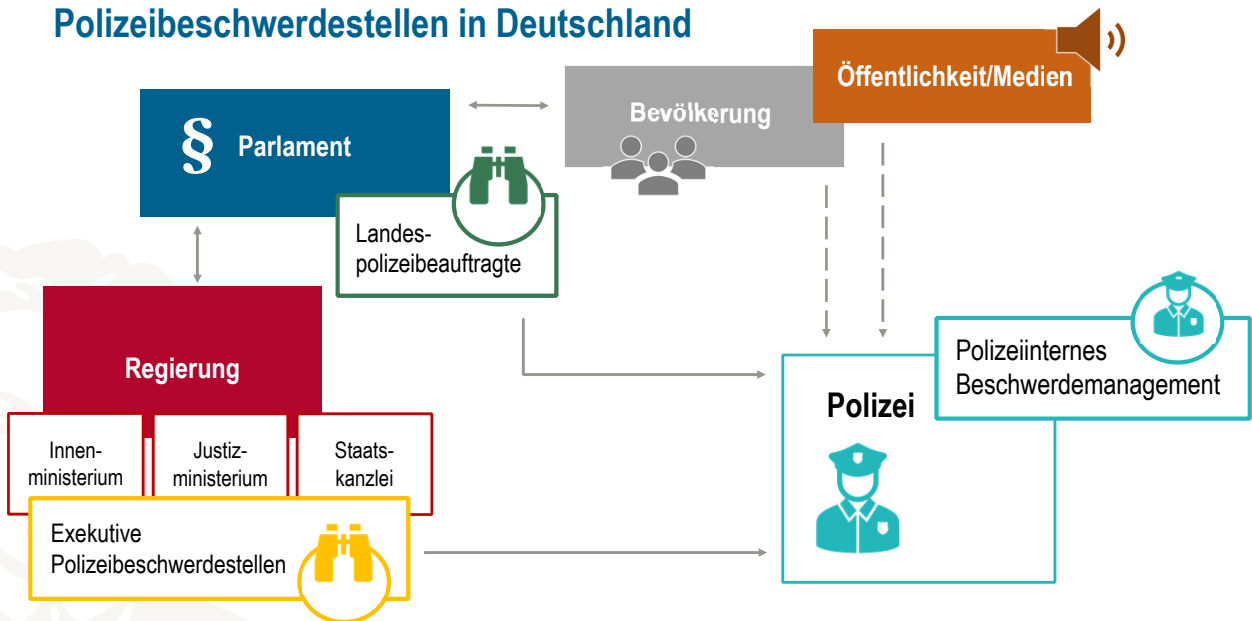 Polizeibeschwerdestellen in Deutschland
Öffentlichkeit/Medien
Bevölkerung
§ Parlament
Landes-
polizeibeauftragte
Regierung
Innen-
ministerium
Justiz-
ministerium
Staats-
kanzlei
Exekutive
Polizeibeschwerdestellen
Polizeiinternes
Beschwerdemanagement
Polizei